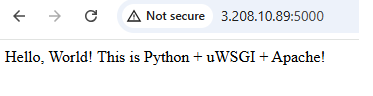 Not secure 3.208.10.89:5000
Hello, World! This is Python + uWSGI + Apache!